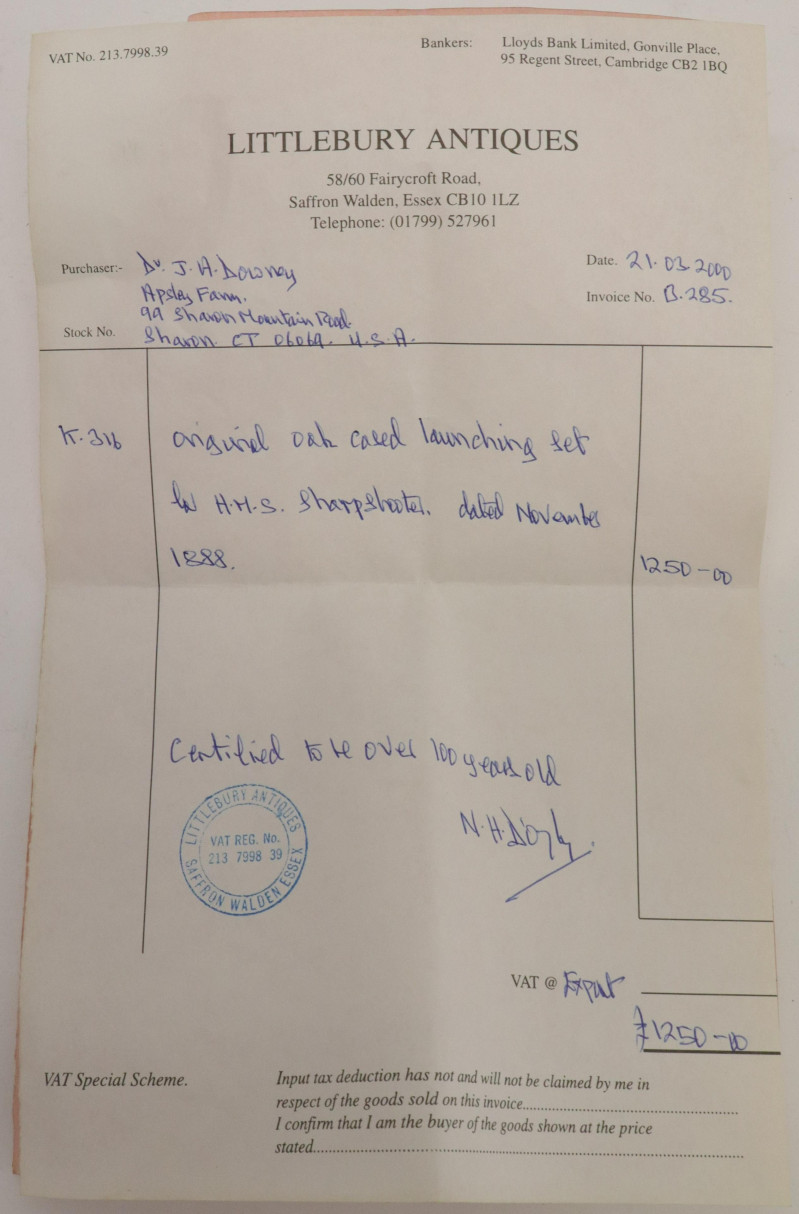 VAT No. 213.7998.39
Bankers: Lloyds Bank Limited, Gonville Place,
95 Regent Street, Cambridge CB2 1BQ
LITTLEBURY ANTIQUES
58/60 Fairycroft Road,
Saffron Walden, Essex CB10 1LZ
Telephone: (01799) 527961
Purchaser:- Dr. J. A. Downey
Date. 21.03.2000
Apsley Farm.
Invoice No. B.285.
99 Sharon Mountain Road.
Stock No. Sharon. CT 06069. U.S.A.
K.316 original oak cased launching set
H.M.S. Sharpshooter. dated November
1888. 1250-00
Certified to be over 100 years old
LITTLEBURY ANTIQUES
VAT REG. No.
213 7998 39
SAFFRON WALDEN ESSEX
N.H.
VAT @ Export
£1250-00
VAT Special Scheme. Input tax deduction has not and will not be claimed by me in
respect of the goods sold on this invoice
I confirm that I am the buyer of the goods shown at the price
stated